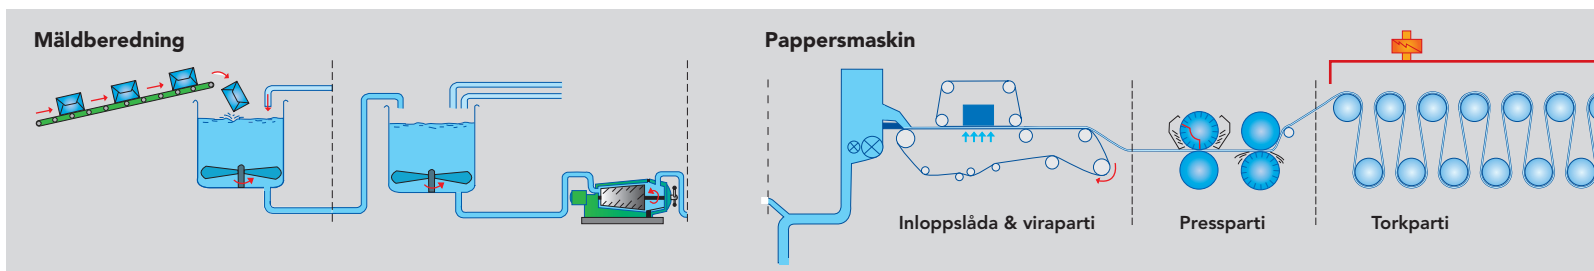 Mäldberedning
Pappersmaskin
Inloppslåda & viraparti
Pressparti
Torkparti